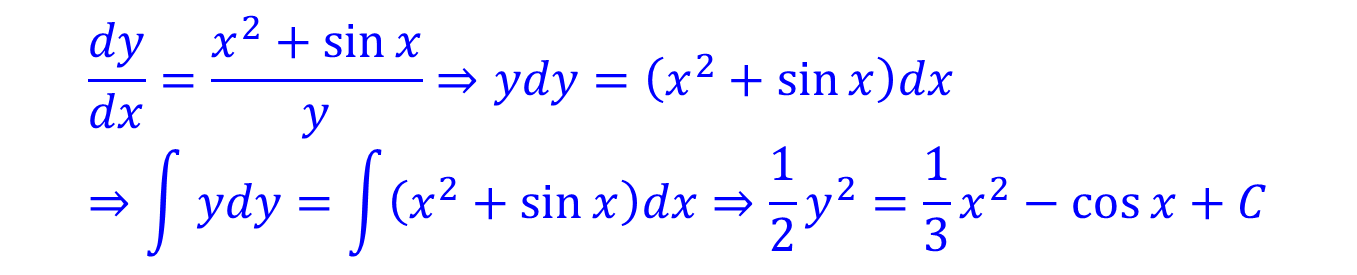 dy/dx = (x² + sin x)/y ⇒ ydy = (x² + sin x)dx
⇒ ∫ ydy = ∫(x² + sin x)dx ⇒ 1/2 y² = 1/3 x² − cos x + C